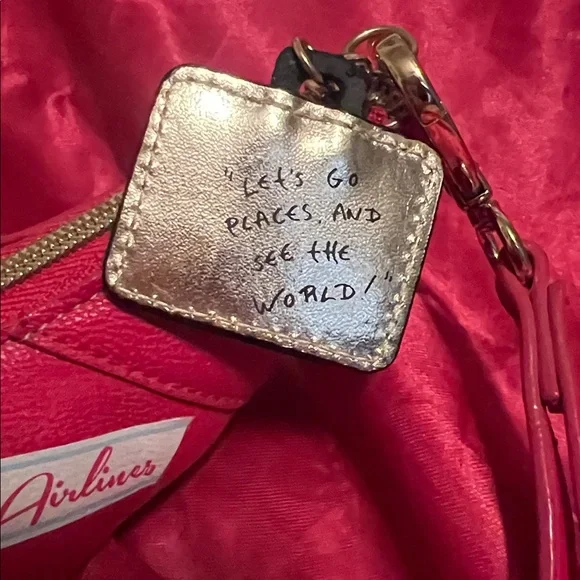 "LET'S GO
PLACES, AND
SEE THE
WORLD!"
Airlines